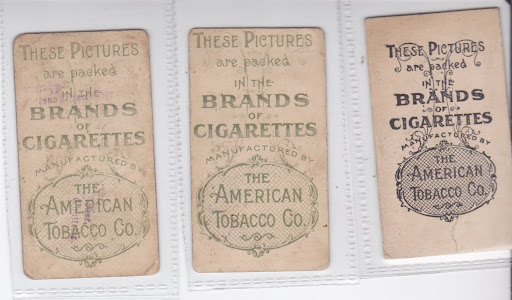 THESE PICTURES
are packed
IN THE
BRANDS
OF
CIGARETTES
MANUFACTURED BY
THE
AMERICAN
TOBACCO CO.
THESE PICTURES
are packed
IN THE
BRANDS
OF
CIGARETTES
MANUFACTURED BY
THE
AMERICAN
TOBACCO CO.
THESE PICTURES
are packed
IN THE
BRANDS
OF
CIGARETTES
MANUFACTURED BY
THE
AMERICAN
TOBACCO CO.